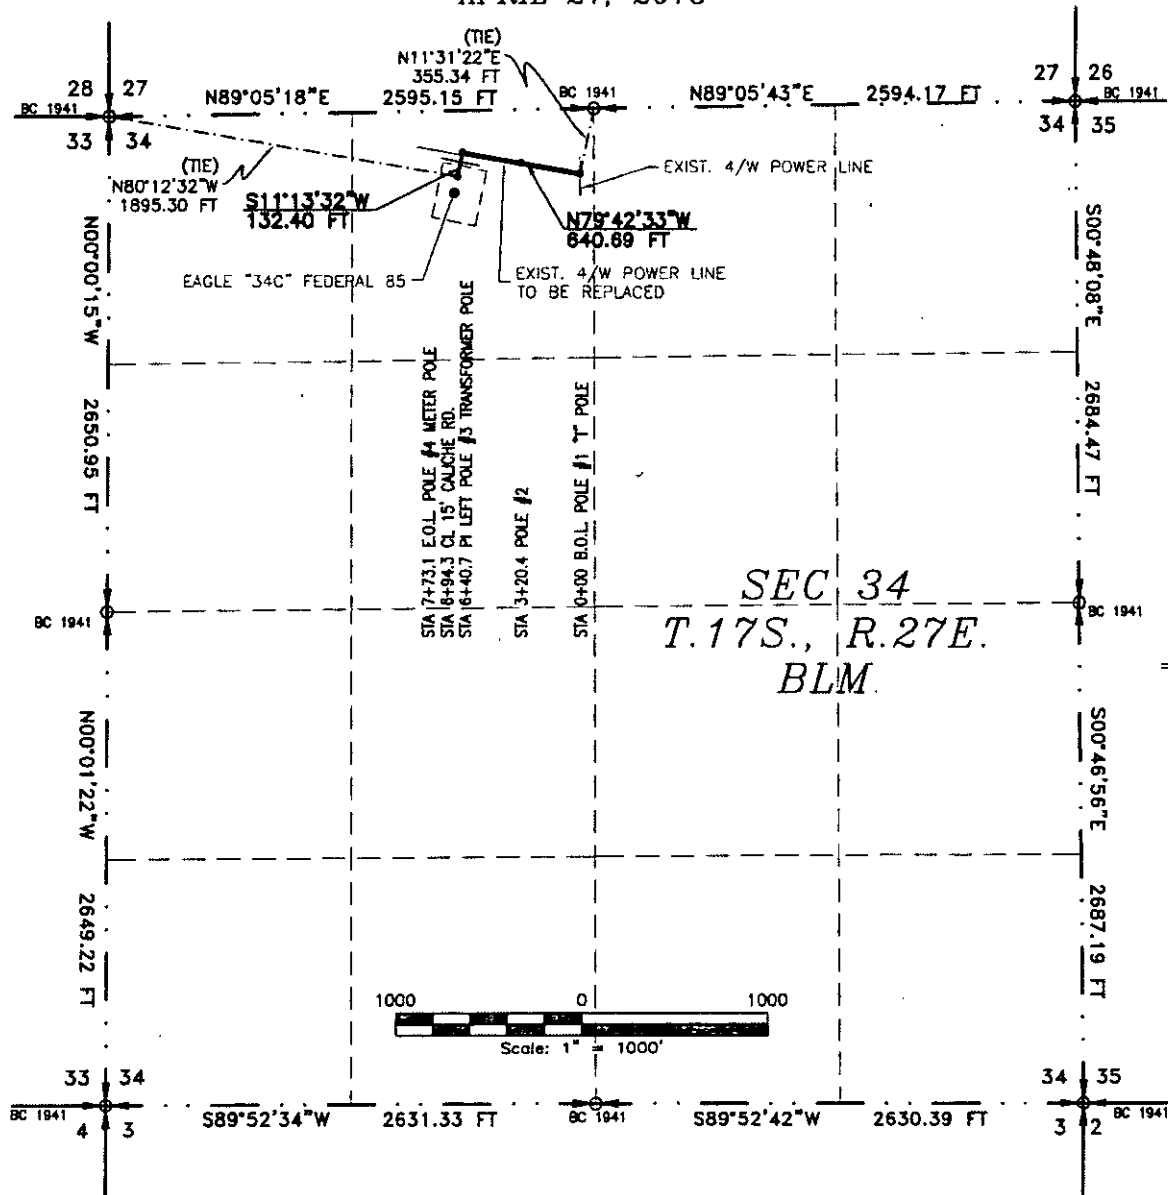 (TIE)
N11°31'22"E
355.34 FT
28 27
BC 1941
33 34
N89°05'18"E 2595.15 FT
BC 1941
N89°05'43"E 2594.17 FT
27 26
BC 1941
34 35
(TIE)
N80°12'32"W
1895.30 FT
S11°13'32"W
132.40 FT
EXIST. 4/W POWER LINE
N79°42'33"W
640.69 FT
EAGLE "34C" FEDERAL 85
EXIST. 4/W POWER LINE
TO BE REPLACED
N00°00'15"W 2650.95 FT
S00°48'08"E 2684.47 FT
STA 7+73.1 E.O.L. POLE #4 METER POLE
STA 6+94.3 CL 15' CALICHE RD.
STA 6+40.7 PI LEFT POLE #3 TRANSFORMER POLE
STA 3+20.4 POLE #2
STA 0+00 B.O.L. POLE #1 "T" POLE
SEC 34
T.17S., R.27E.
BLM
BC 1941
BC 1941
N00°01'22"W 2649.22 FT
S00°46'56"E 2687.19 FT
1000 0 1000
Scale: 1" = 1000'
33 34
BC 1941
4 3
S89°52'34"W 2631.33 FT
BC 1941
S89°52'42"W 2630.39 FT
34 35
BC 1941
3 2